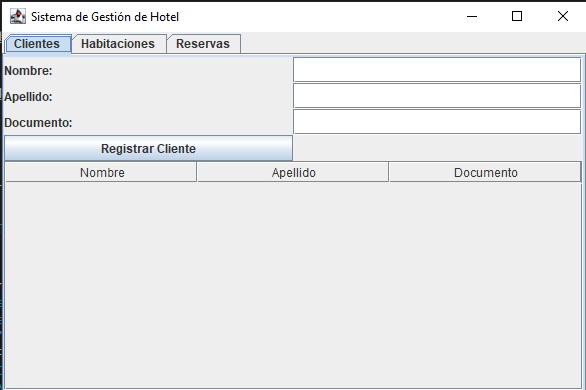 Sistema de Gestión de Hotel
Clientes Habitaciones Reservas
Nombre:
Apellido:
Documento:
Registrar Cliente
Nombre Apellido Documento